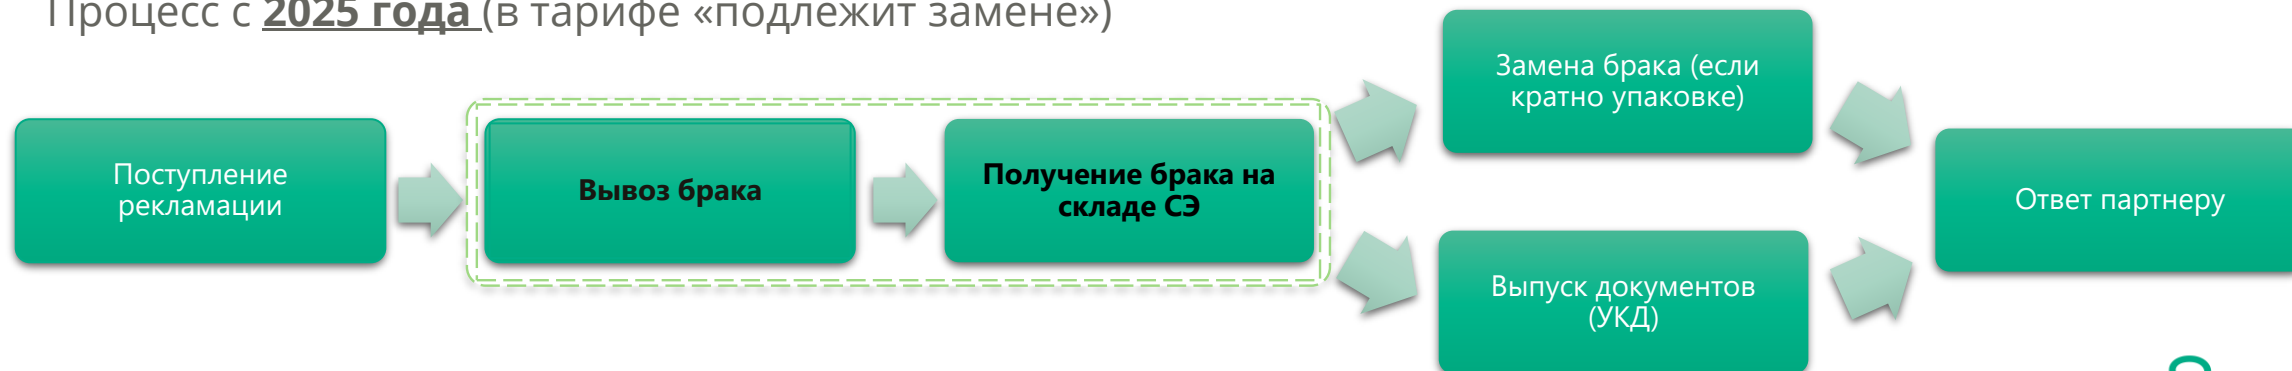 Процесс с 2025 года (в тарифе «подлежит замене»)
Поступление
рекламации
Вывоз брака
Получение брака на
складе СЭ
Замена брака (если
кратно упаковке)
Выпуск документов
(УКД)
Ответ партнеру